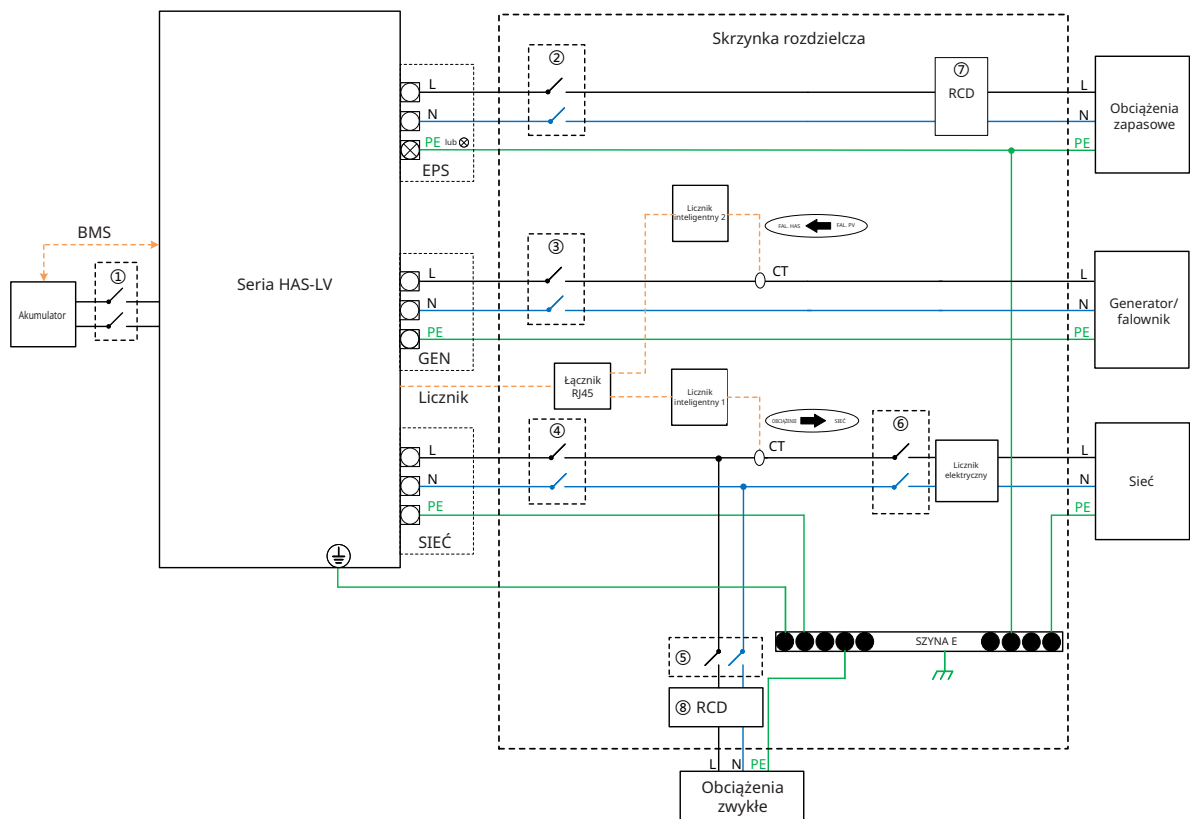 Skrzynka rozdzielcza
②
⑦
RCD
L
L
N
N
PE lub
PE
EPS
Obciążenia
zapasowe
BMS
①
Akumulator
Seria HAS-LV
Licznik
inteligentny 2
FAL. HAS
FAL. PV
③
CT
L
L
N
N
PE
PE
GEN
Generator/
falownik
Licznik
Łącznik
RJ45
Licznik
inteligentny 1
OBCIĄŻENIE
SIEĆ
④
CT
⑥
L
L
N
N
PE
PE
SIEĆ
Licznik
elektryczny
Sieć
SZYNA E
⑤
⑧ RCD
L
N
PE
Obciążenia
zwykłe